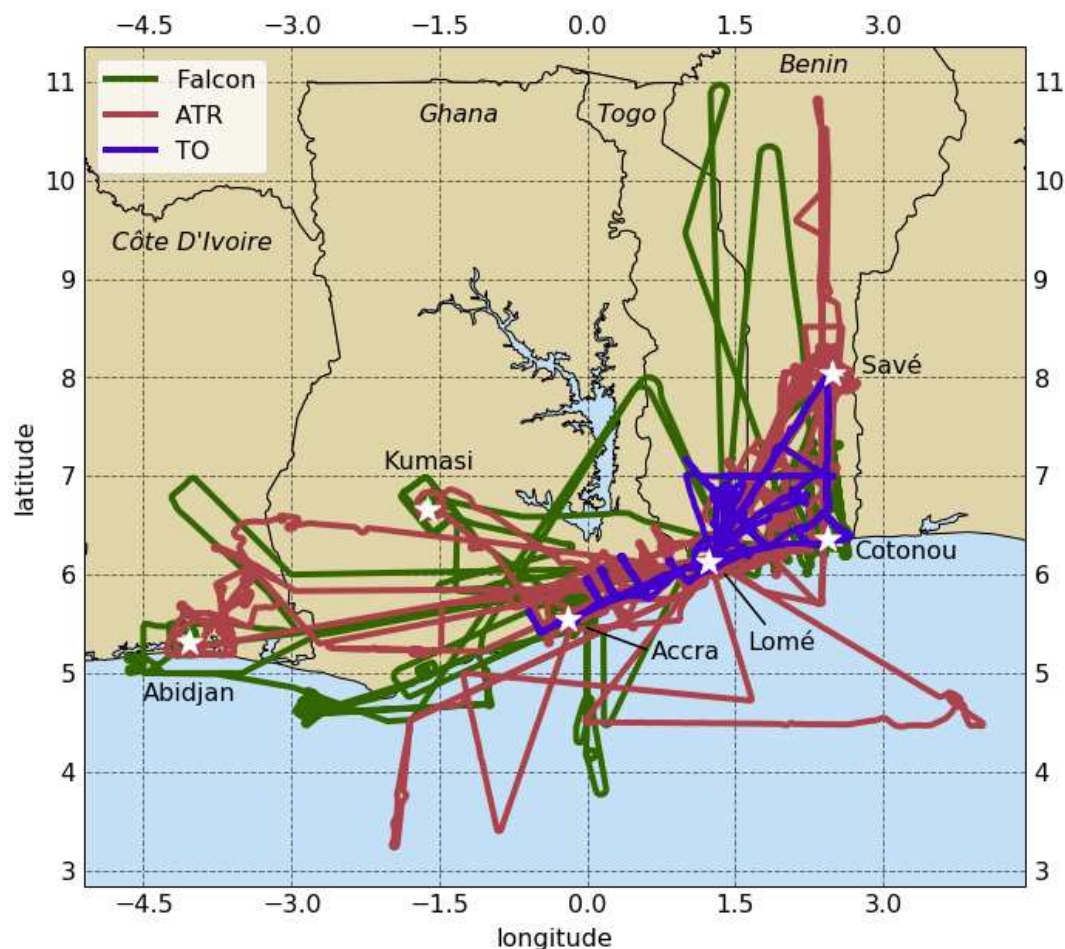 −4.5 −3.0 −1.5 0.0 1.5 3.0
Falcon
ATR
TO
Benin
Ghana
Togo
Côte D'Ivoire
Savé
Kumasi
Cotonou
Lomé
Accra
Abidjan
11
10
9
8
7
6
5
4
3
latitude
11
10
9
8
7
6
5
4
3
−4.5 −3.0 −1.5 0.0 1.5 3.0
longitude